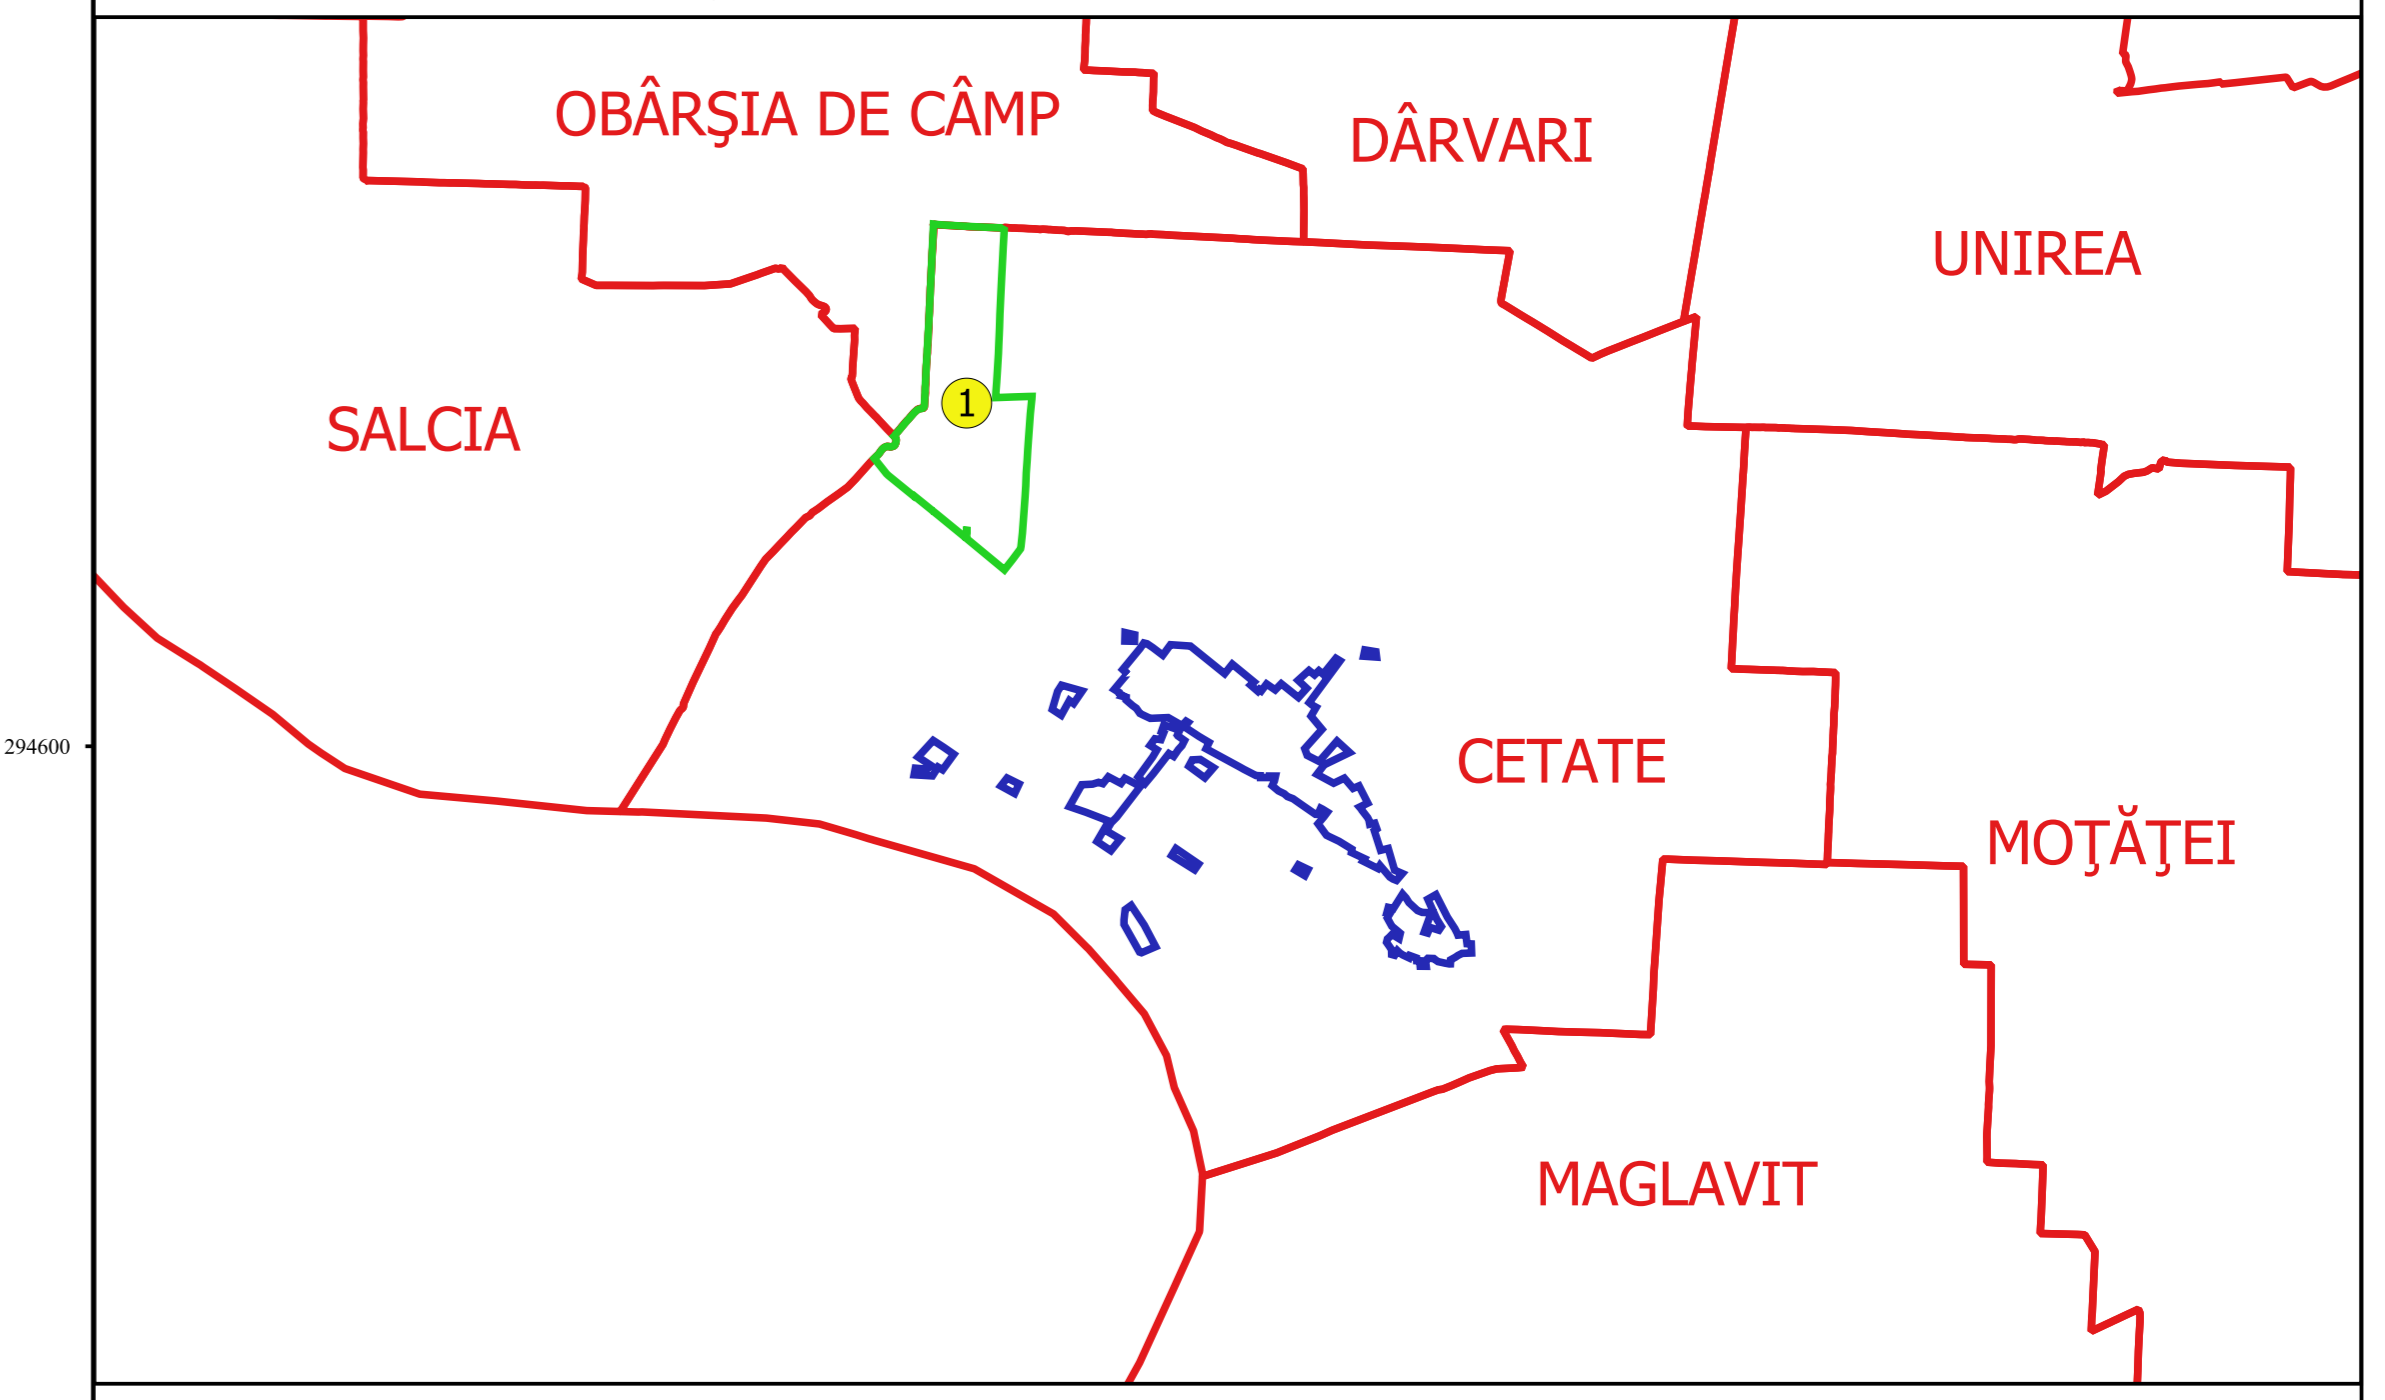 OBÂRŞIA DE CÂMP
DÂRVARI
UNIREA
1
SALCIA
294600
CETATE
MOŢĂŢEI
MAGLAVIT